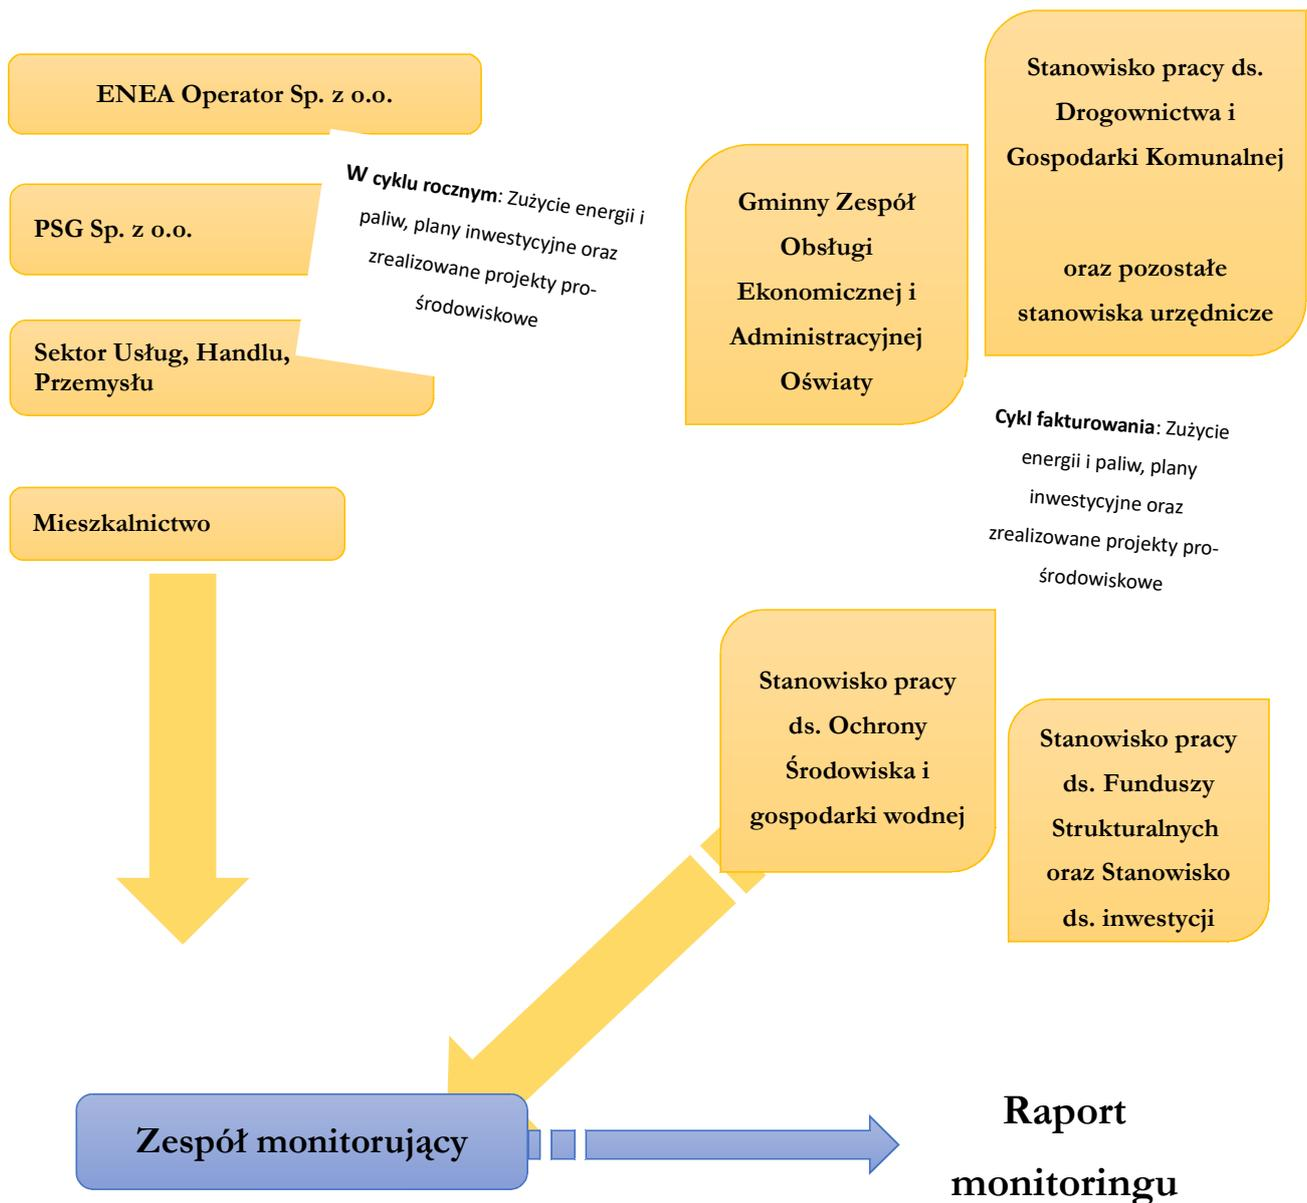 ENEA Operator Sp. z o.o.
PSG Sp. z o.o.
Sektor Usług, Handlu,
Przemysłu
Mieszkalnictwo
W cyklu rocznym: Zużycie energii i
paliw, plany inwestycyjne oraz
zrealizowane projekty pro-
środowiskowe
Gminny Zespół
Obsługi
Ekonomicznej i
Administracyjnej
Oświaty
Stanowisko pracy ds.
Drogownictwa i
Gospodarki Komunalnej
oraz pozostałe
stanowiska urzędnicze
Cykl fakturowania: Zużycie
energii i paliw, plany
inwestycyjne oraz
zrealizowane projekty pro-
środowiskowe
Stanowisko pracy
ds. Ochrony
Środowiska i
gospodarki wodnej
Stanowisko pracy
ds. Funduszy
Strukturalnych
oraz Stanowisko
ds. inwestycji
Zespół monitorujący
Raport
monitoringu